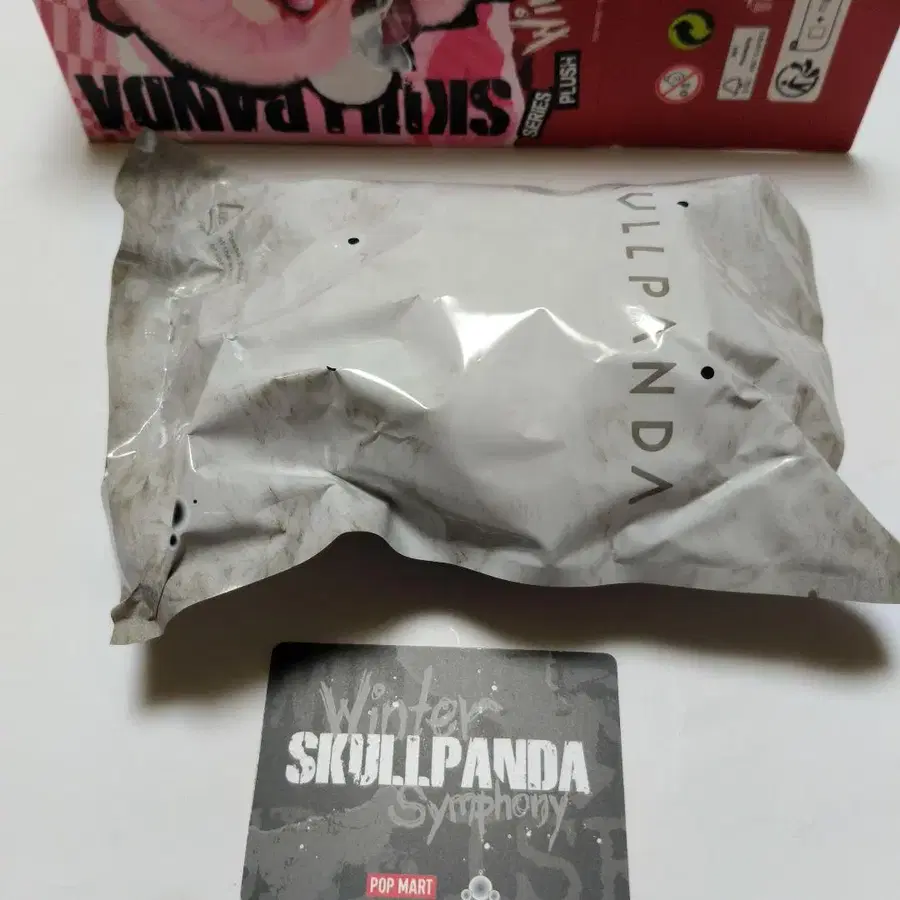 SKULLPANDA
SERIES
PLUSH
ULLPANDA
Winter
SKULLPANDA
Symphony
POP MART